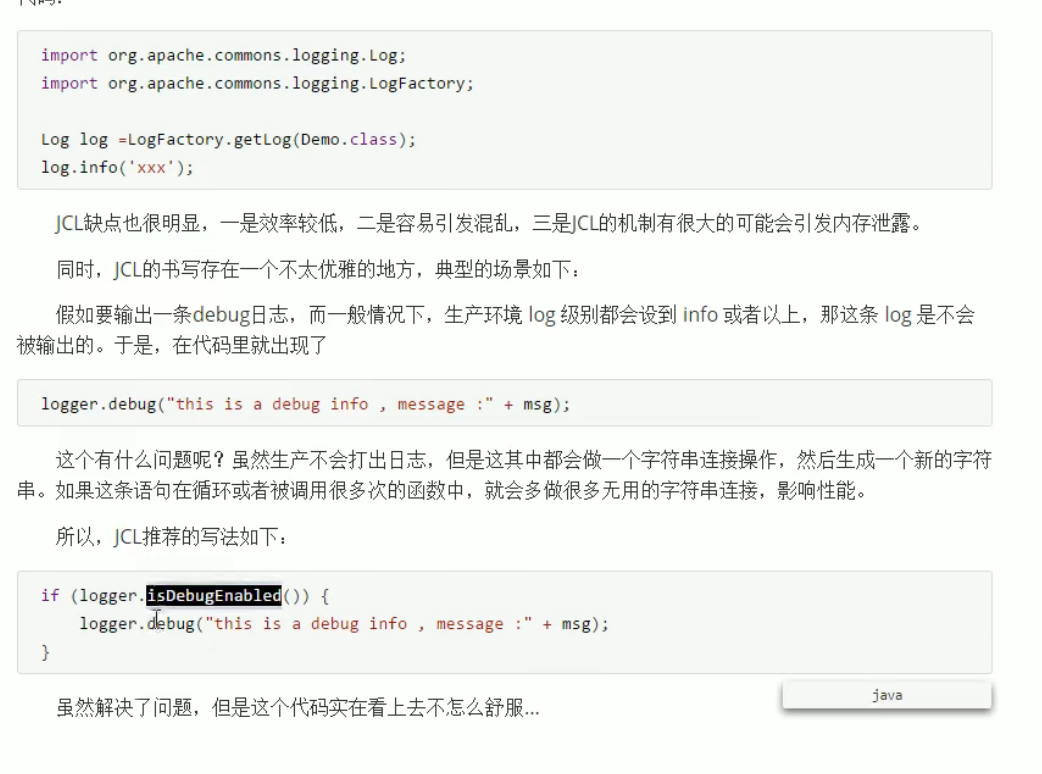 代码:
import org.apache.commons.logging.Log;
import org.apache.commons.logging.LogFactory;
Log log =LogFactory.getLog(Demo.class);
log.info('xxx');
JCL缺点也很明显，一是效率较低，二是容易引发混乱，三是JCL的机制有很大的可能会引发内存泄露。
同时，JCL的书写存在一个不太优雅的地方，典型的场景如下：
假如要输出一条debug日志，而一般情况下，生产环境 log 级别都会设到 info 或者以上，那这条 log 是不会
被输出的。于是，在代码里就出现了
logger.debug("this is a debug info , message :" + msg);
这个有什么问题呢？虽然生产不会打出日志，但是这其中都会做一个字符串连接操作，然后生成一个新的字符
串。如果这条语句在循环或者被调用很多次的函数中，就会多做很多无用的字符串连接，影响性能。
所以，JCL推荐的写法如下：
if (logger.isDebugEnabled()) {
logger.debug("this is a debug info , message :" + msg);
}
虽然解决了问题，但是这个代码实在看上去不怎么舒服...
java